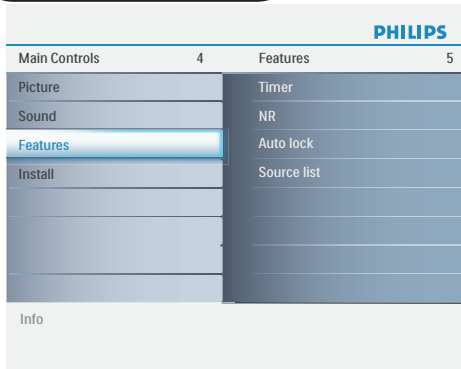 PHILIPS
Main Controls 4 Features 5
Picture Timer
Sound NR
Features Auto lock
Install Source list
Info